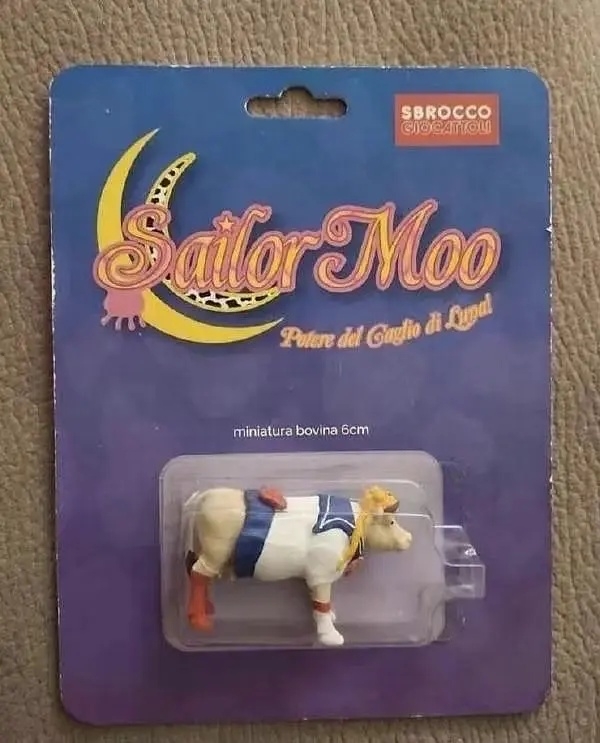 SBROCCO
GIOCATTOLI
Sailor Moo
Potere del Caglio di Luna!
miniatura bovina 6cm